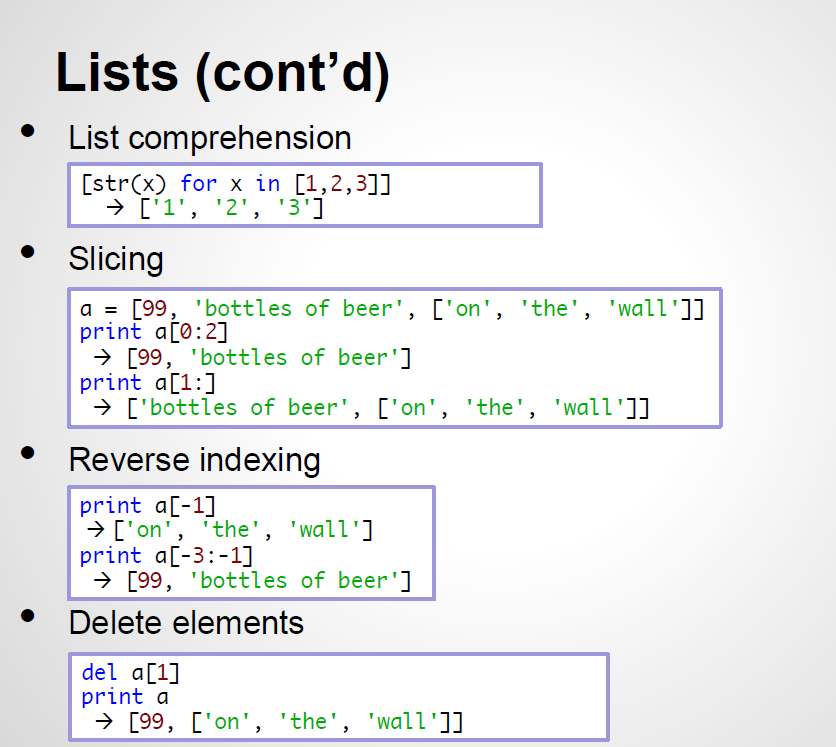 Lists (cont’d)
• List comprehension
[str(x) for x in [1,2,3]]
→ ['1', '2', '3']
• Slicing
a = [99, 'bottles of beer', ['on', 'the', 'wall']]
print a[0:2]
→ [99, 'bottles of beer']
print a[1:]
→ ['bottles of beer', ['on', 'the', 'wall']]
• Reverse indexing
print a[-1]
→ ['on', 'the', 'wall']
print a[-3:-1]
→ [99, 'bottles of beer']
• Delete elements
del a[1]
print a
→ [99, ['on', 'the', 'wall']]